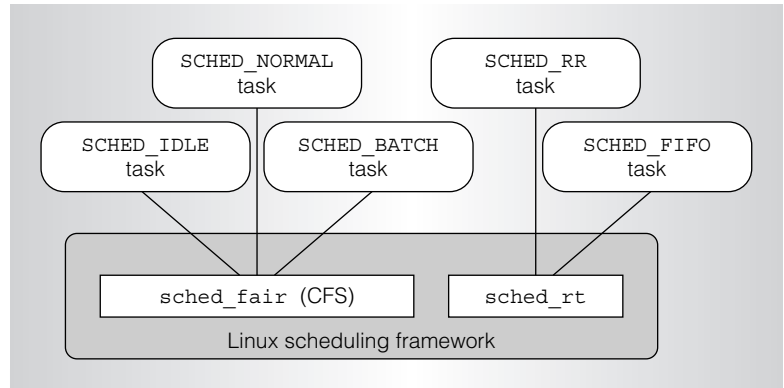 SCHED_NORMAL
task
SCHED_RR
task
SCHED_IDLE
task
SCHED_BATCH
task
SCHED_FIFO
task
sched_fair (CFS)
sched_rt
Linux scheduling framework